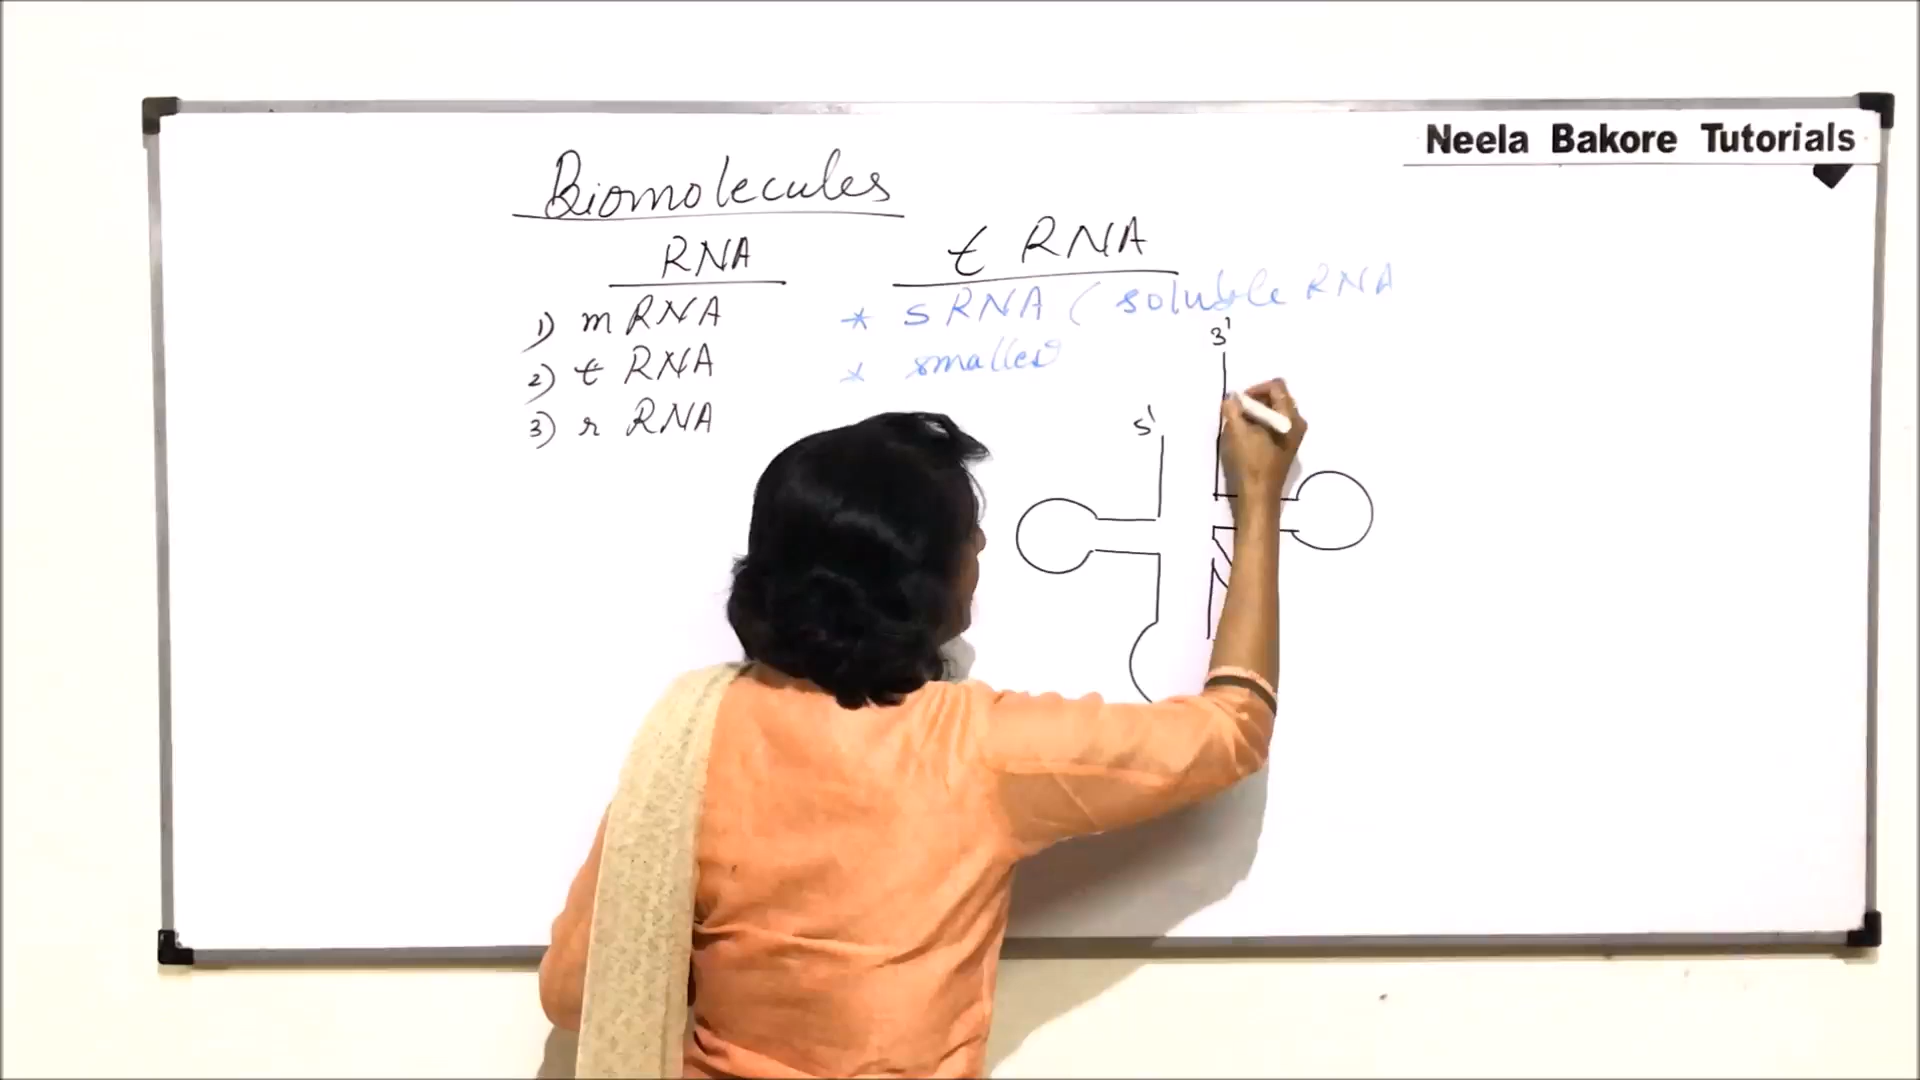 Neela Bakore Tutorials
Biomolecules
RNA
1) mRNA
2) t RNA
3) r RNA
t RNA
* sRNA ( soluble RNA
* smallest
3'
5'